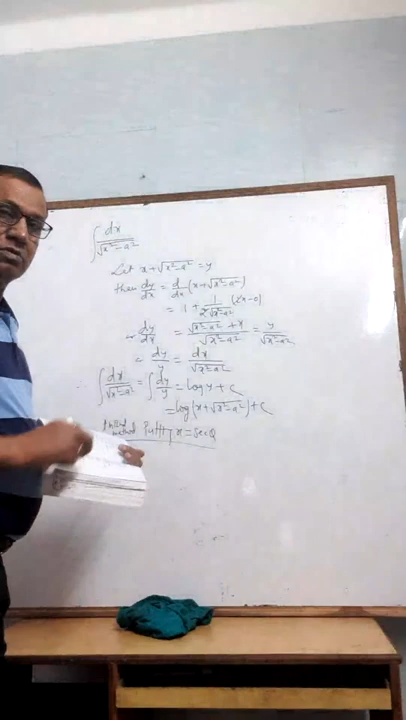 ∫ dx/√(x²-a²)
Let x+√(x²-a²) = y
then dy/dx = d/dx (x+√(x²-a²))
= 1 + 1/(2√(x²-a²)) (2x-0)
or dy/dx = (√(x²-a²) + x)/√(x²-a²) = y/√(x²-a²)
or dy/y = dx/√(x²-a²)
∫ dx/√(x²-a²) = ∫ dy/y = log y + c
= log(x+√(x²-a²)) + c
method Putting x = secθ